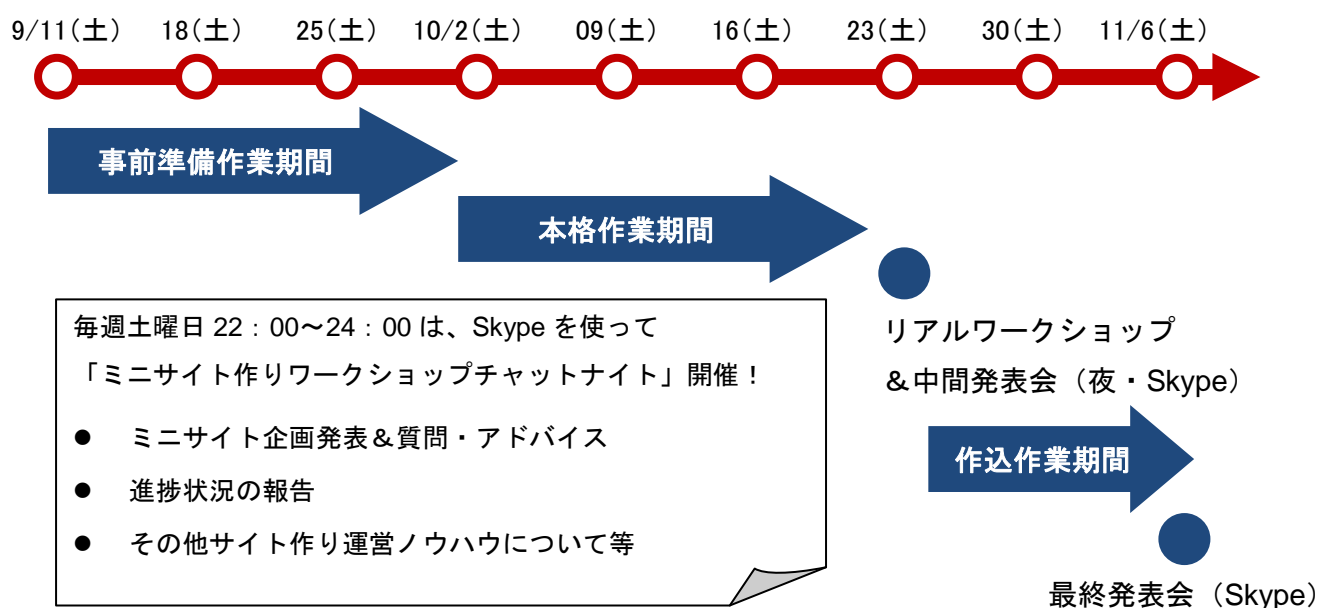 9/11(土) 18(土) 25(土) 10/2(土) 09(土) 16(土) 23(土) 30(土) 11/6(土)
事前準備作業期間
本格作業期間
毎週土曜日 22：00～24：00 は、Skype を使って
「ミニサイト作りワークショップチャットナイト」開催！
● ミニサイト企画発表＆質問・アドバイス
● 進捗状況の報告
● その他サイト作り運営ノウハウについて等
リアルワークショップ
＆中間発表会（夜・Skype）
作込作業期間
最終発表会（Skype）